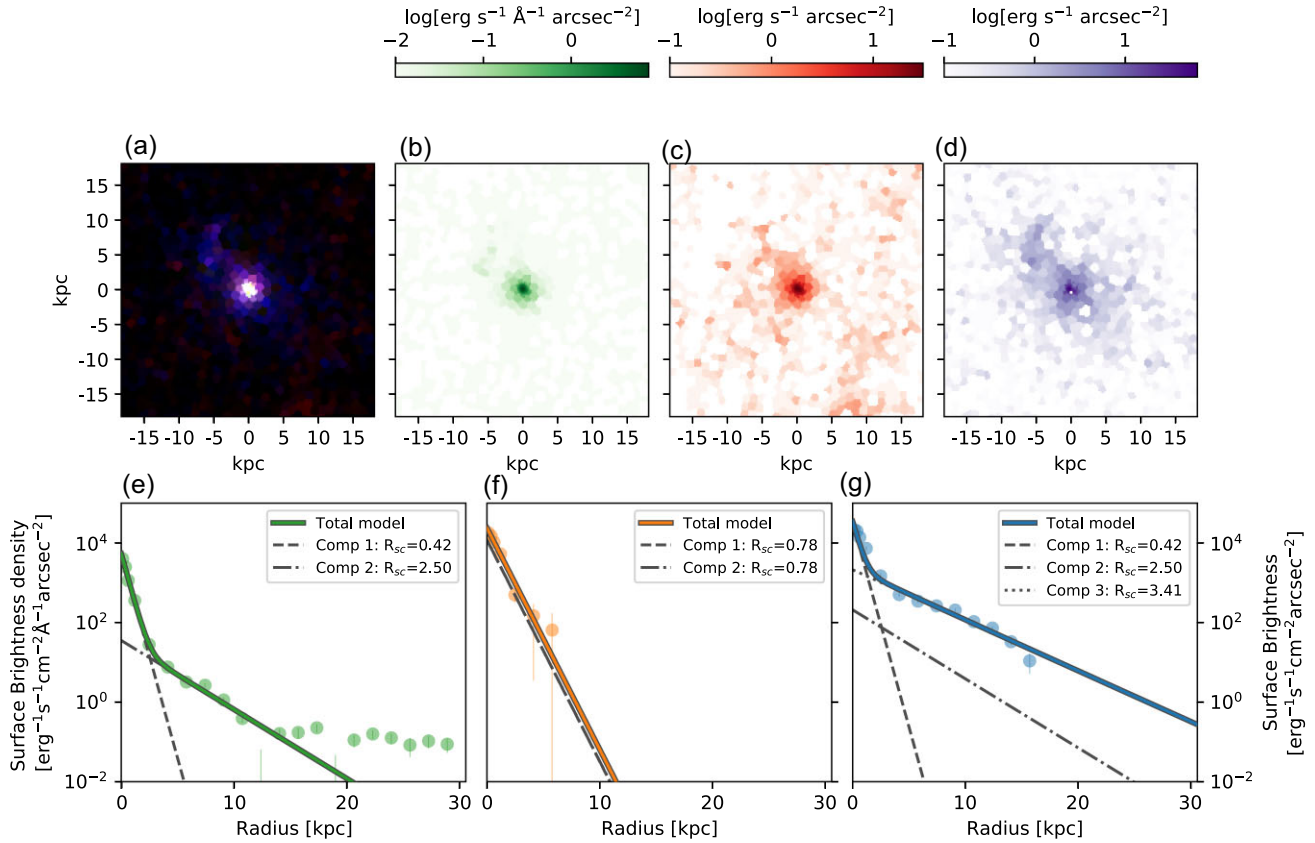 log[erg s⁻¹ Å⁻¹ arcsec⁻²] log[erg s⁻¹ arcsec⁻²] log[erg s⁻¹ arcsec⁻²]
−2 −1 0 −1 0 1 −1 0 1
(a) (b) (c) (d)
15
10
5
0
-5
-10
-15
kpc
-15 -10 -5 0 5 10 15 -15 -10 -5 0 5 10 15 -15 -10 -5 0 5 10 15 -15 -10 -5 0 5 10 15
kpc kpc kpc kpc
(e) (f) (g)
Surface Brightness density
[erg⁻¹s⁻¹cm⁻²Å⁻¹arcsec⁻²]
10⁴
10²
10⁰
10⁻²
Total model
Comp 1: R_sc=0.42
Comp 2: R_sc=2.50
0 10 20 30
Radius [kpc]
Total model
Comp 1: R_sc=0.78
Comp 2: R_sc=0.78
0 10 20 30
Radius [kpc]
Total model
Comp 1: R_sc=0.42
Comp 2: R_sc=2.50
Comp 3: R_sc=3.41
0 10 20 30
Radius [kpc]
10⁴
10²
10⁰
10⁻²
Surface Brightness
[erg⁻¹s⁻¹cm⁻²arcsec⁻²]